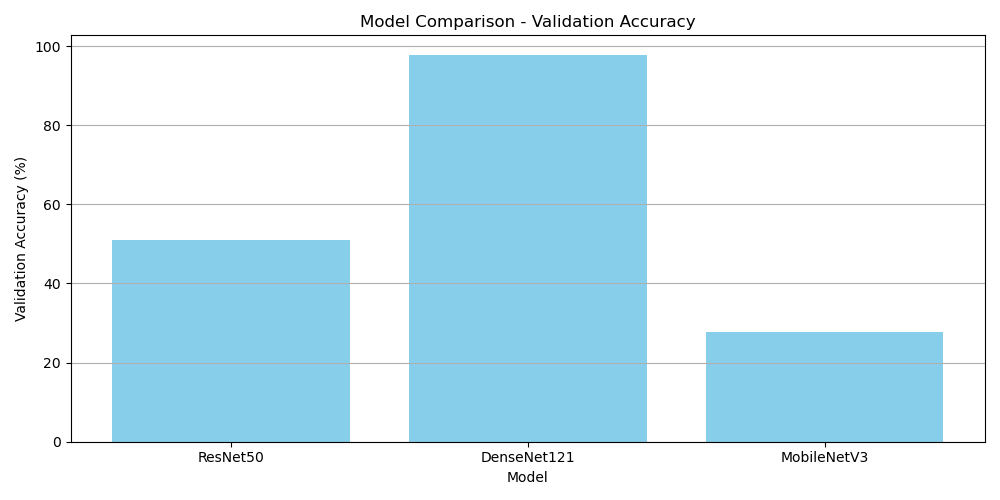 Model Comparison - Validation Accuracy
Validation Accuracy (%)
100
80
60
40
20
0
ResNet50 DenseNet121 MobileNetV3
Model